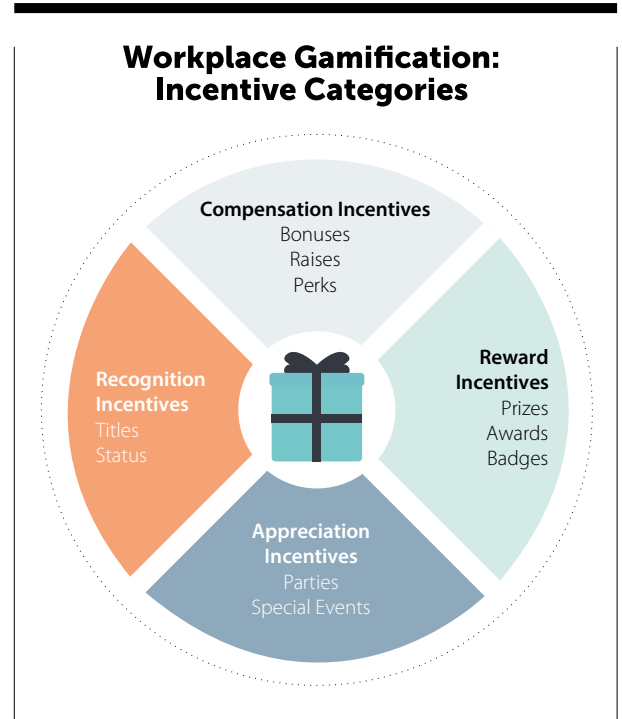 Workplace Gamification:
Incentive Categories
Compensation Incentives
Bonuses
Raises
Perks
Reward
Incentives
Prizes
Awards
Badges
Recognition
Incentives
Titles
Status
Appreciation
Incentives
Parties
Special Events